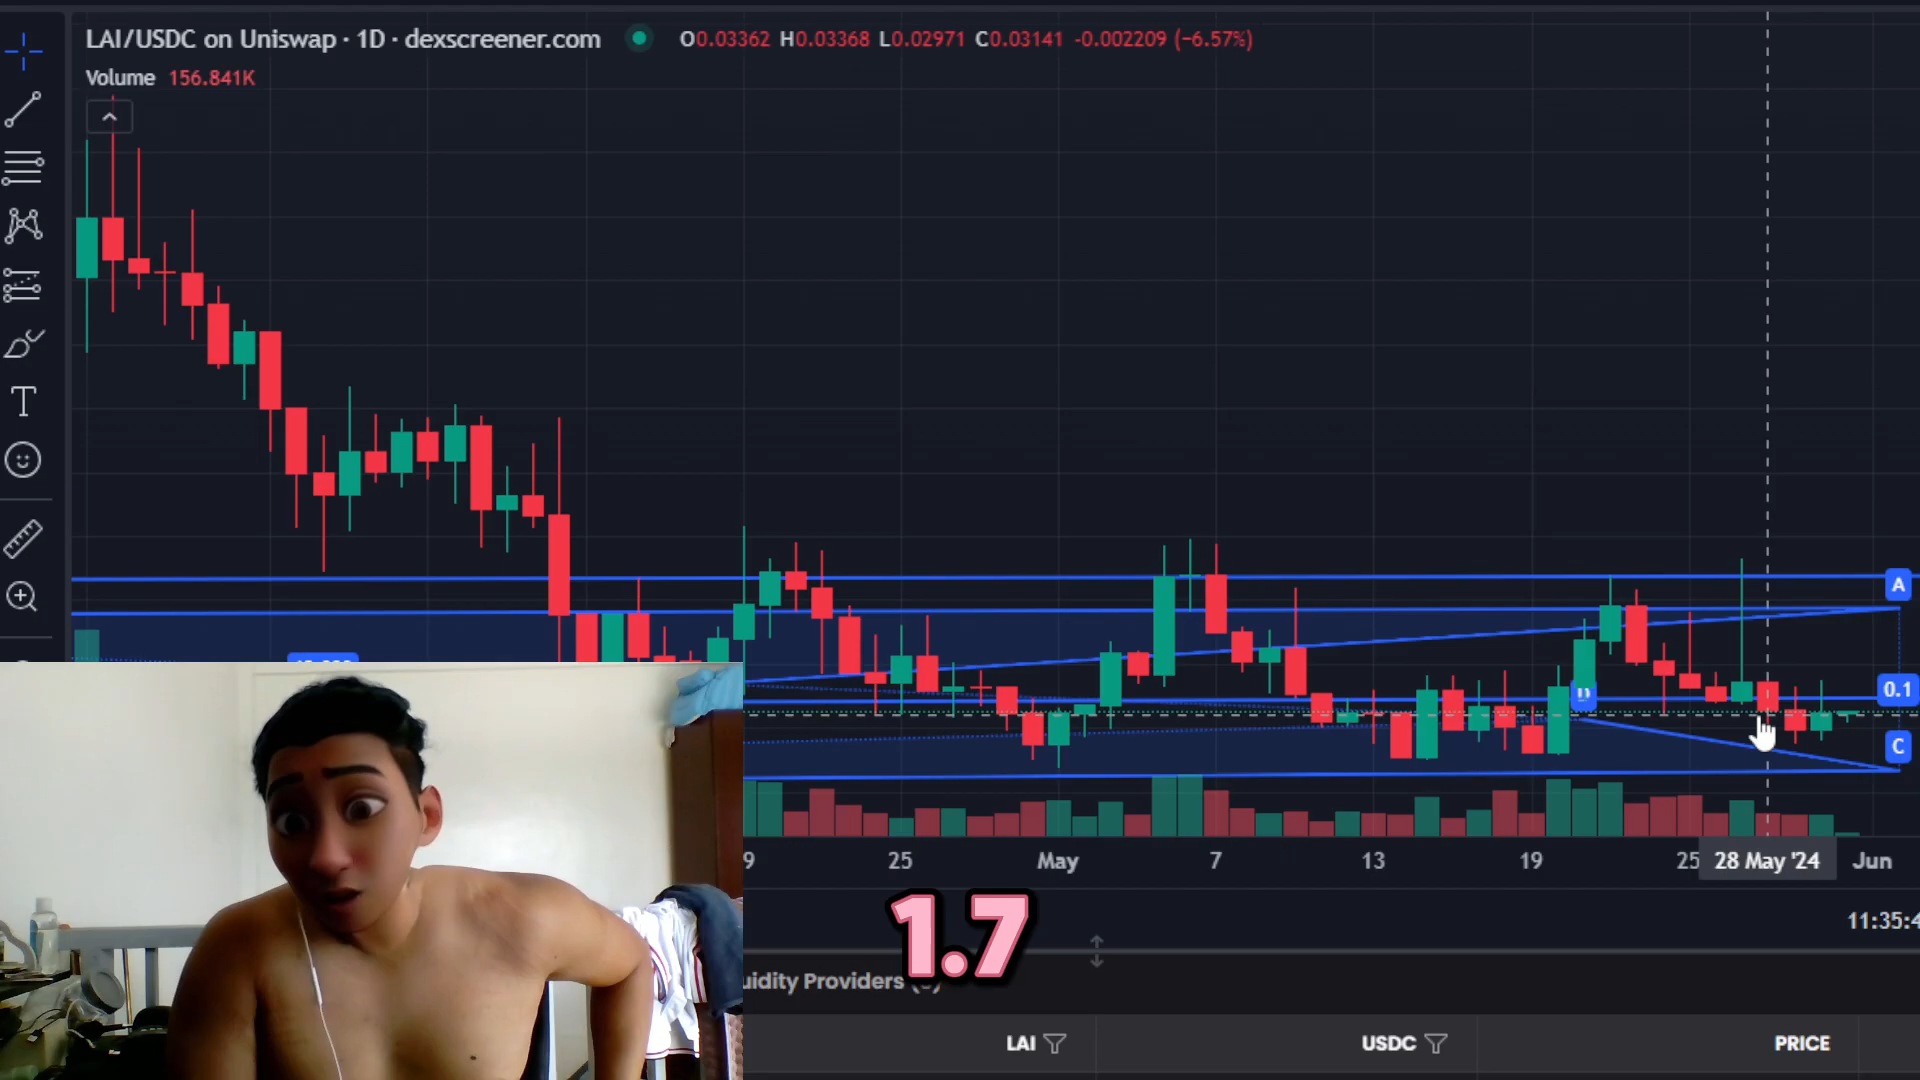 LAI/USDC on Uniswap · 1D · dexscreener.com O0.03362 H0.03368 L0.02971 C0.03141 -0.002209 (−6.57%)
Volume 156.841K
A
0.1
D
C
9 25 May 7 13 19 25 28 May '24 Jun
1.7
11:35:4
uidity Providers
LAI USDC PRICE